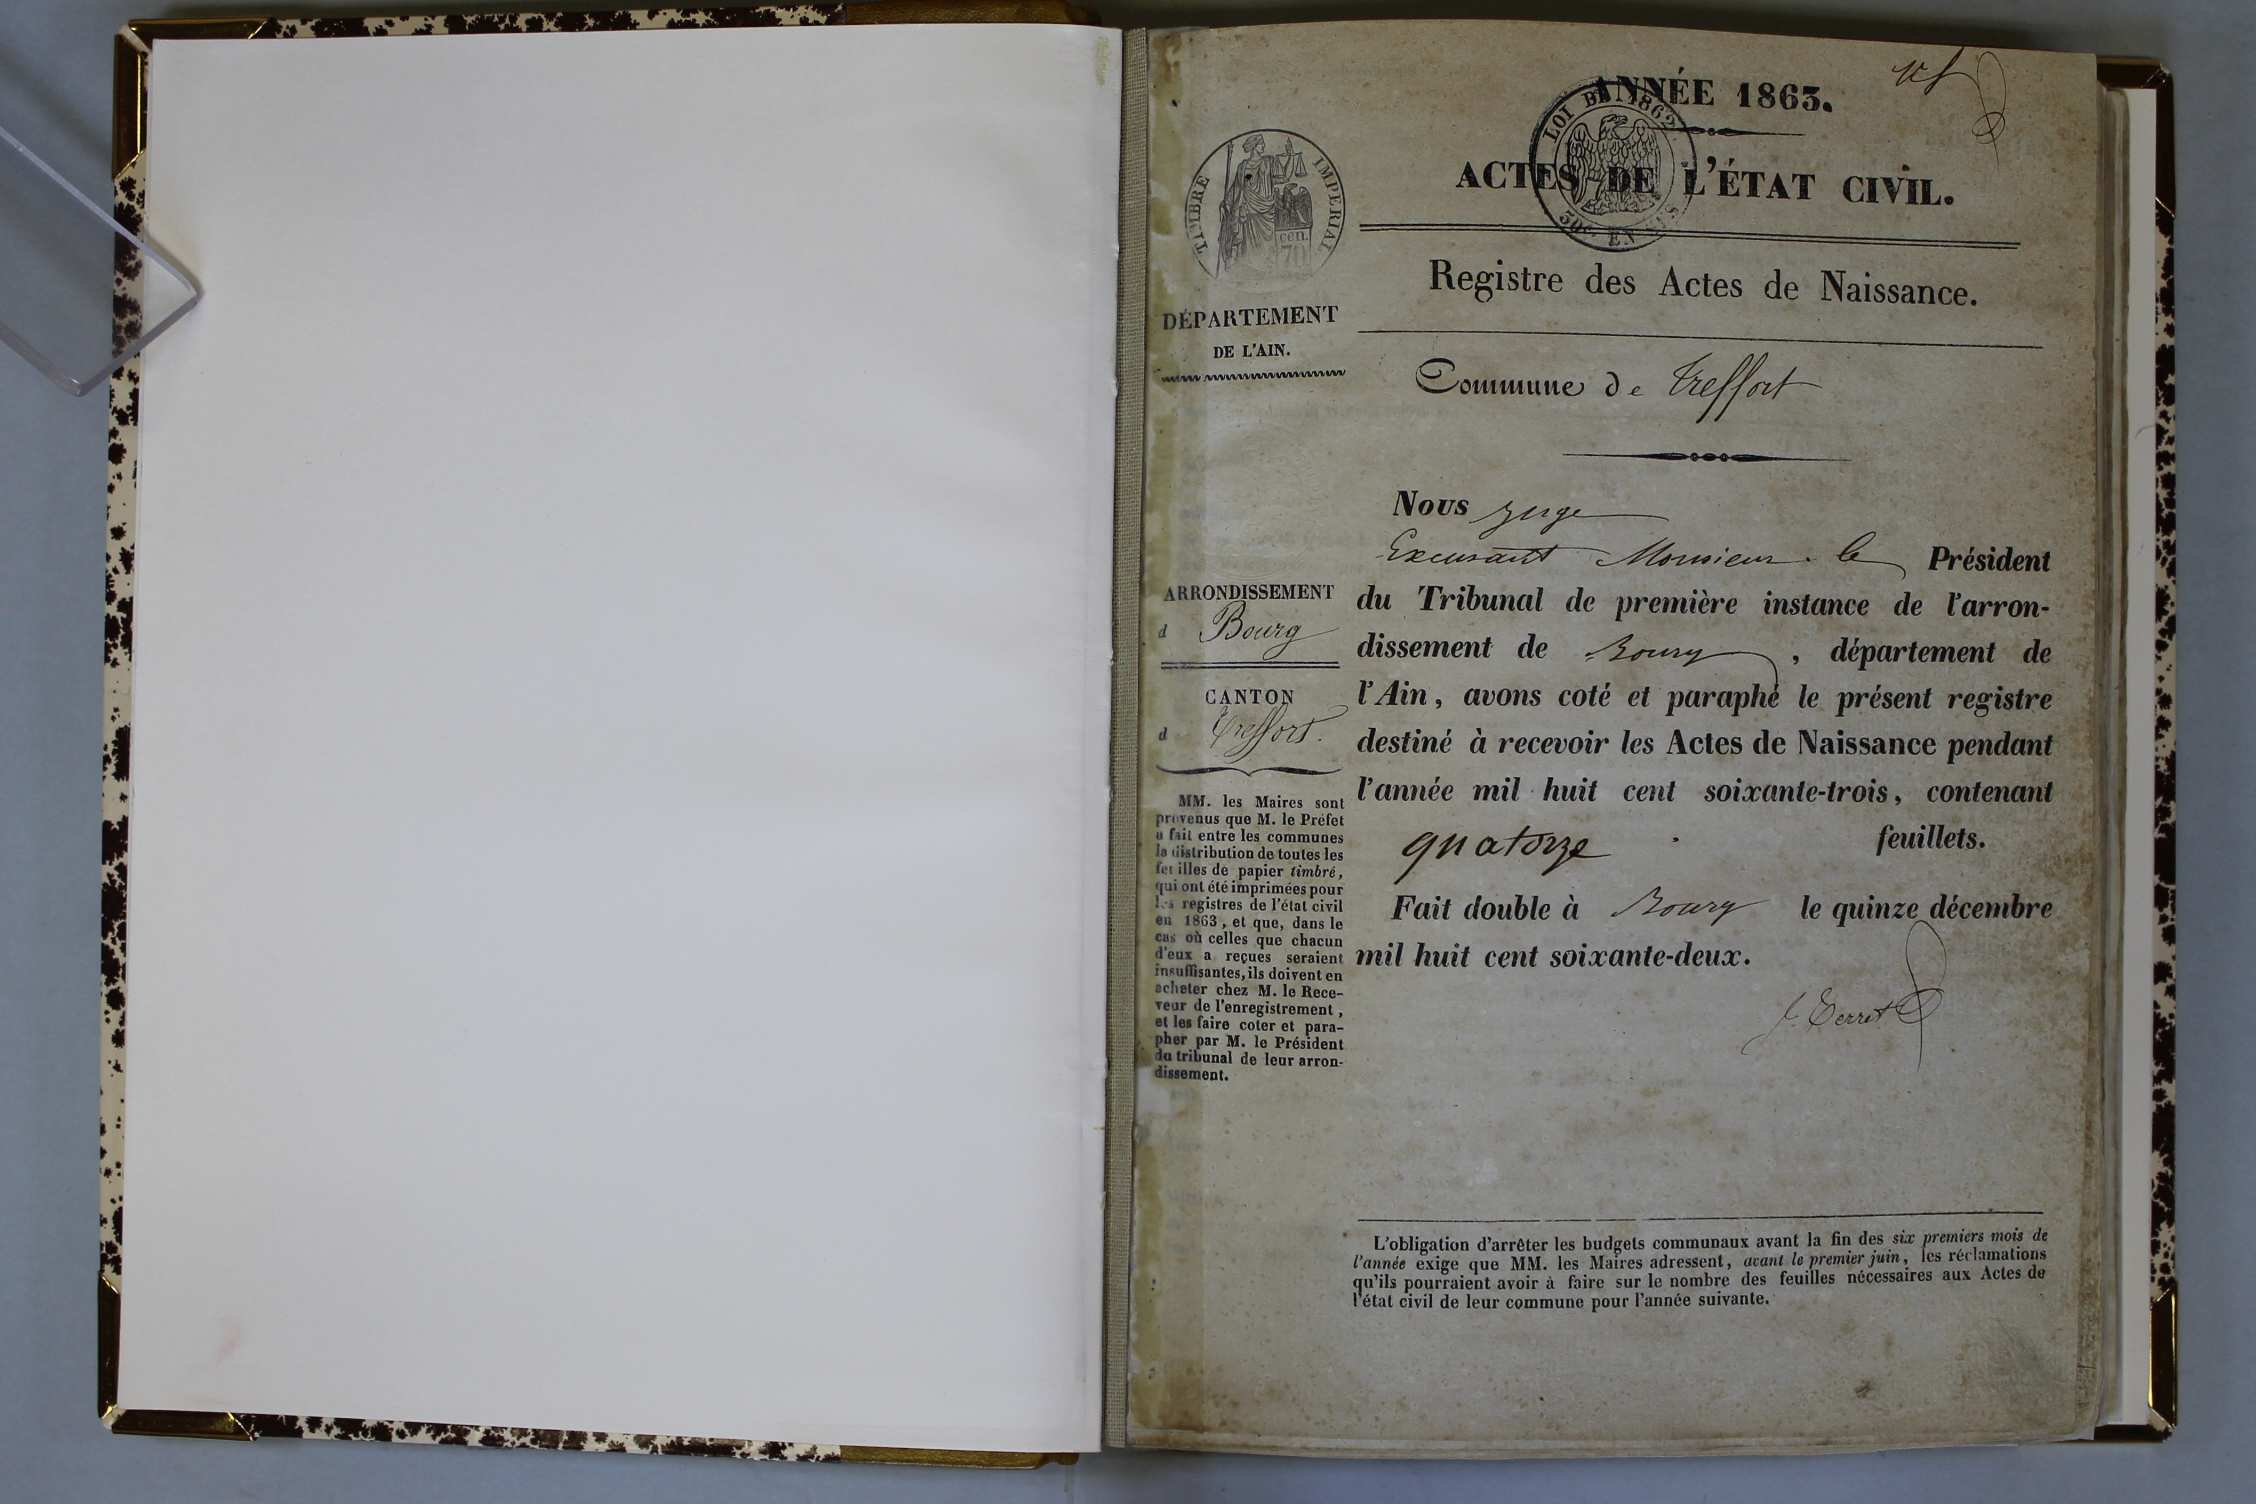 ANNÉE 1863.
LOI DE 1862
50c. EN SUS
ACTES DE L'ÉTAT CIVIL.
Registre des Actes de Naissance.
Commune de Treffort
TIMBRE IMPERIAL
cen.
70
DÉPARTEMENT
DE L'AIN.
ARRONDISSEMENT
d Bourg
CANTON
d Treffort.
MM. les Maires sont
prévenus que M. le Préfet
a fait entre les communes
la distribution de toutes les
feuilles de papier timbré,
qui ont été imprimées pour
les registres de l'état civil
en 1863, et que, dans le
cas où celles que chacun
d'eux a reçues seraient
insuffisantes, ils doivent en
acheter chez M. le Rece-
veur de l'enregistrement,
et les faire coter et para-
pher par M. le Président
du tribunal de leur arron-
dissement.
Nous juge
Excusant Monsieur le Président
du Tribunal de première instance de l'arron-
dissement de Bourg, département de
l'Ain, avons coté et paraphé le présent registre
destiné à recevoir les Actes de Naissance pendant
l'année mil huit cent soixante-trois, contenant
quatorze feuillets.
Fait double à Bourg le quinze décembre
mil huit cent soixante-deux.
Perret
L'obligation d'arrêter les budgets communaux avant la fin des six premiers mois de
l'année exige que MM. les Maires adressent, avant le premier juin, les réclamations
qu'ils pourraient avoir à faire sur le nombre des feuilles nécessaires aux Actes de
l'état civil de leur commune pour l'année suivante.